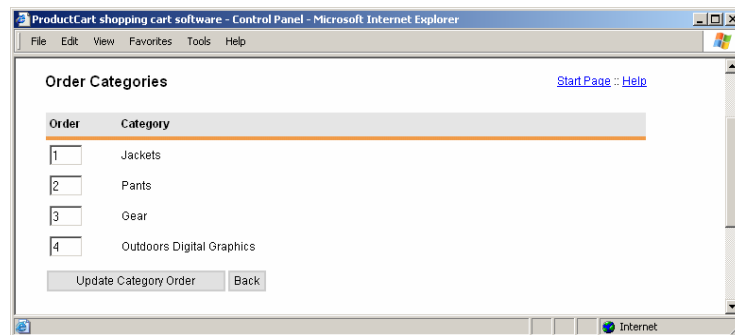 ProductCart shopping cart software - Control Panel - Microsoft Internet Explorer
File Edit View Favorites Tools Help
Order Categories Start Page :: Help
Order Category
1 Jackets
2 Pants
3 Gear
4 Outdoors Digital Graphics
Update Category Order Back
Internet